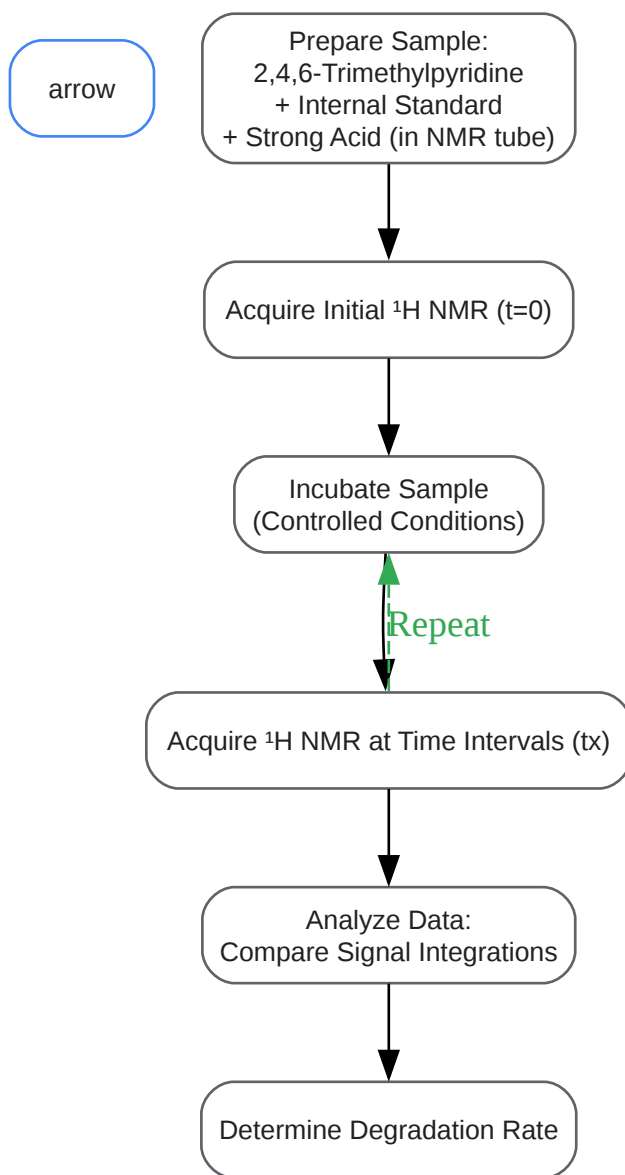 arrow
Prepare Sample:
2,4,6-Trimethylpyridine
+ Internal Standard
+ Strong Acid (in NMR tube)
Acquire Initial ¹H NMR (t=0)
Incubate Sample
(Controlled Conditions)
Repeat
Acquire ¹H NMR at Time Intervals (tx)
Analyze Data:
Compare Signal Integrations
Determine Degradation Rate